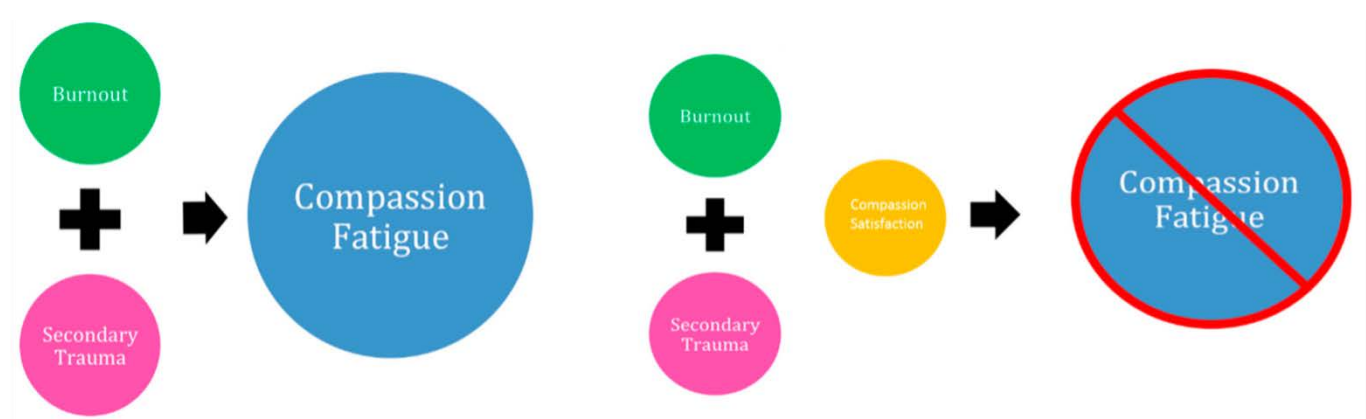 Burnout
Secondary
Trauma
Compassion
Fatigue
Burnout
Secondary
Trauma
Compassion
Satisfaction
Compassion
Fatigue